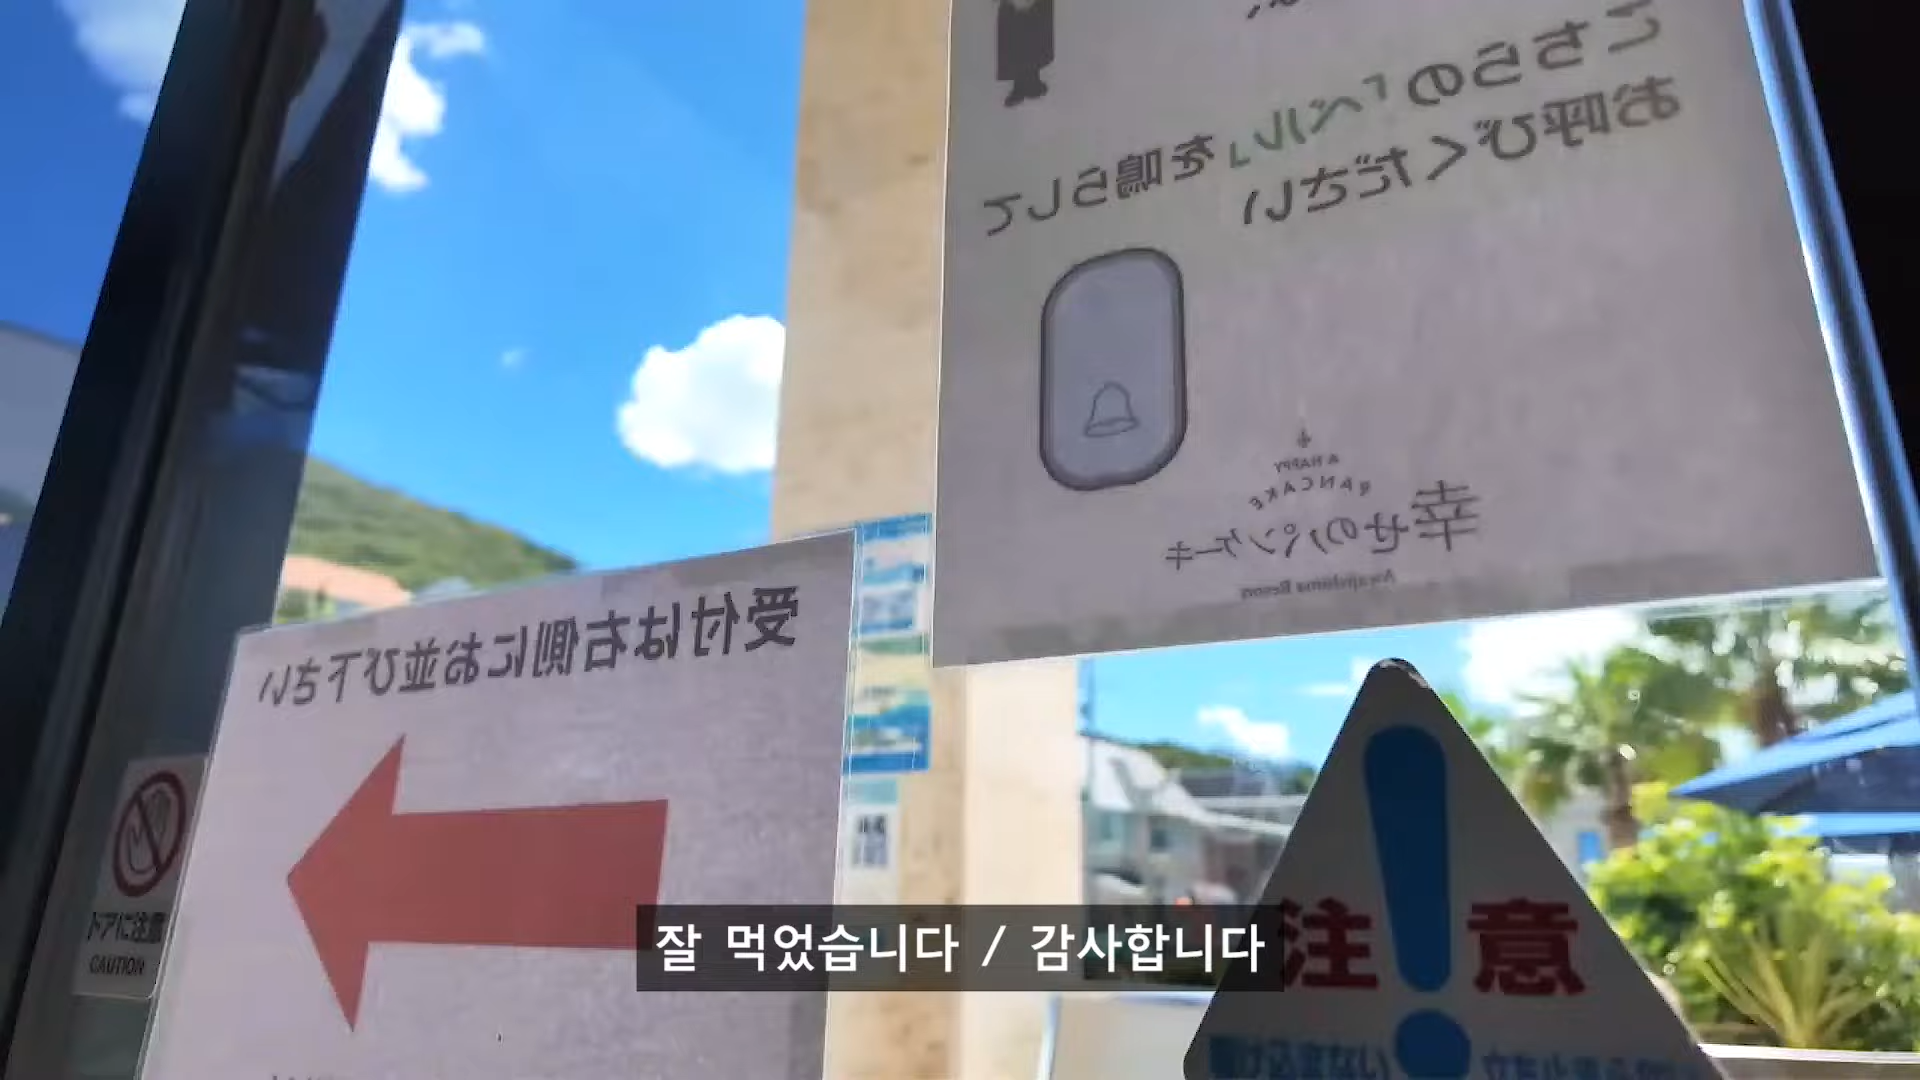 こちらの「ベル」を鳴らして
お呼びください
A HAPPY
PANCAKE
幸せのパンケーキ
Awajishima Resort
受付は右側にお並び下さい
ドアに注意
CAUTION
注意
잘 먹었습니다 / 감사합니다